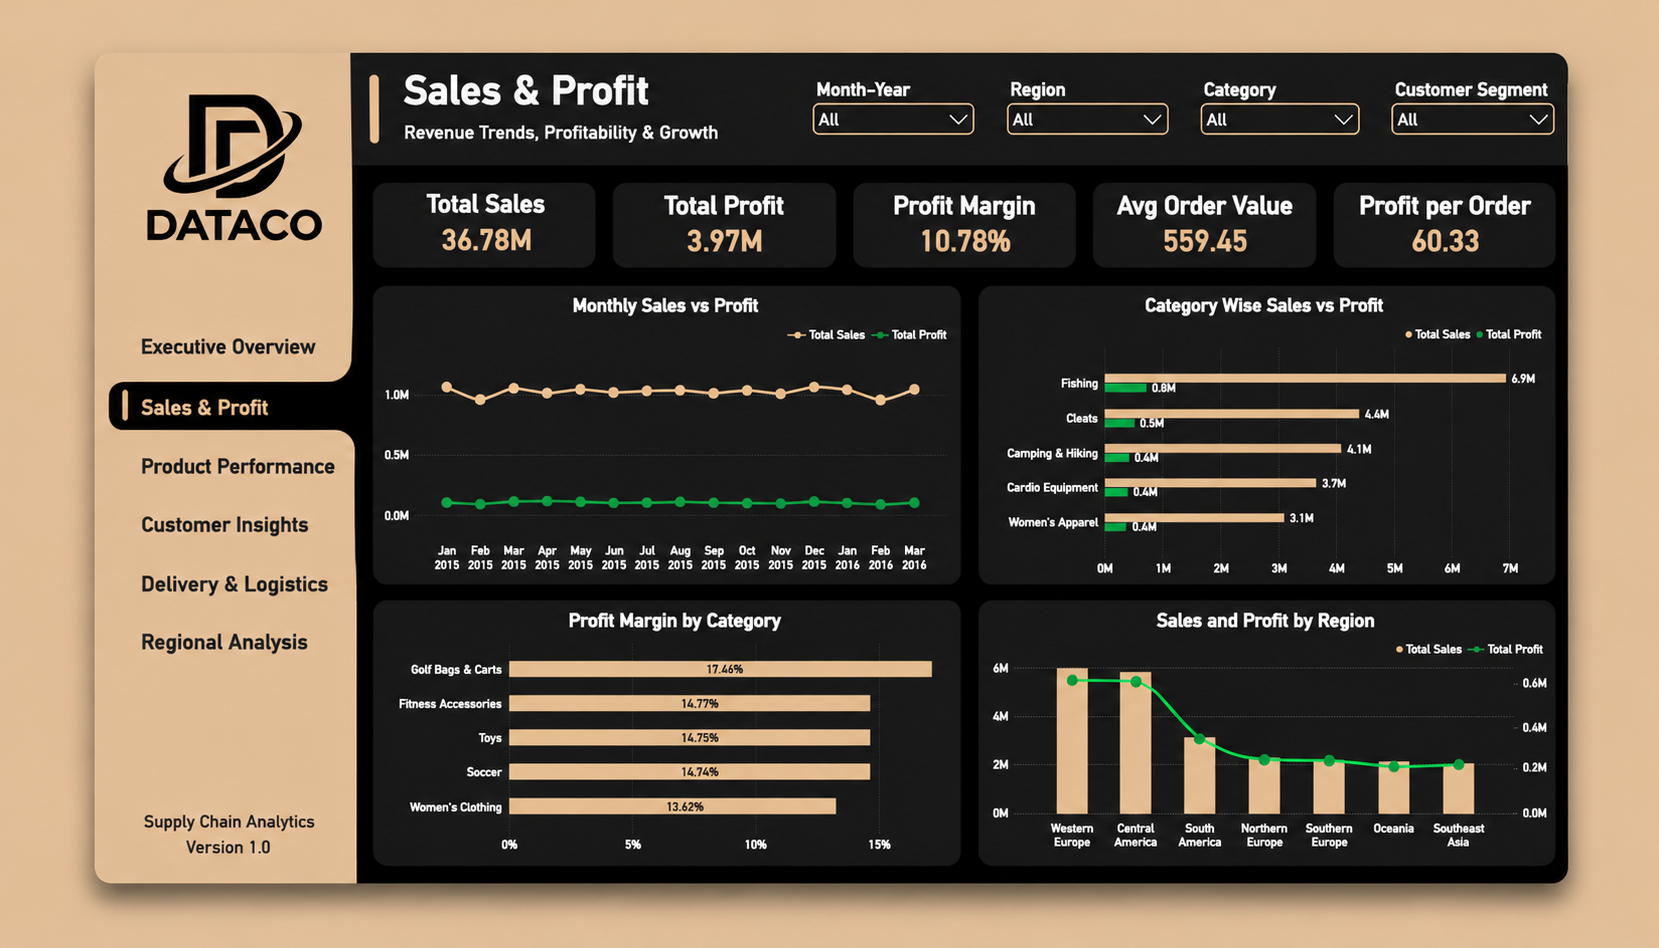 DATACO
Executive Overview
Sales & Profit
Product Performance
Customer Insights
Delivery & Logistics
Regional Analysis
Supply Chain Analytics
Version 1.0
Sales & Profit
Revenue Trends, Profitability & Growth
Month-Year
All
Region
All
Category
All
Customer Segment
All
Total Sales
36.78M
Total Profit
3.97M
Profit Margin
10.78%
Avg Order Value
559.45
Profit per Order
60.33
Monthly Sales vs Profit
Total Sales Total Profit
1.0M
0.5M
0.0M
Jan Feb Mar Apr May Jun Jul Aug Sep Oct Nov Dec Jan Feb Mar
2015 2015 2015 2015 2015 2015 2015 2015 2015 2015 2015 2015 2016 2016 2016
Category Wise Sales vs Profit
Total Sales Total Profit
Fishing 6.9M
0.8M
Cleats 4.4M
0.5M
Camping & Hiking 4.1M
0.4M
Cardio Equipment 3.7M
0.4M
Women's Apparel 3.1M
0.4M
0M 1M 2M 3M 4M 5M 6M 7M
Profit Margin by Category
Golf Bags & Carts 17.46%
Fitness Accessories 14.77%
Toys 14.75%
Soccer 14.74%
Women's Clothing 13.62%
0% 5% 10% 15%
Sales and Profit by Region
Total Sales Total Profit
6M 0.6M
4M 0.4M
2M 0.2M
0M 0.0M
Western Central South Northern Southern Oceania Southeast
Europe America America Europe Europe Asia